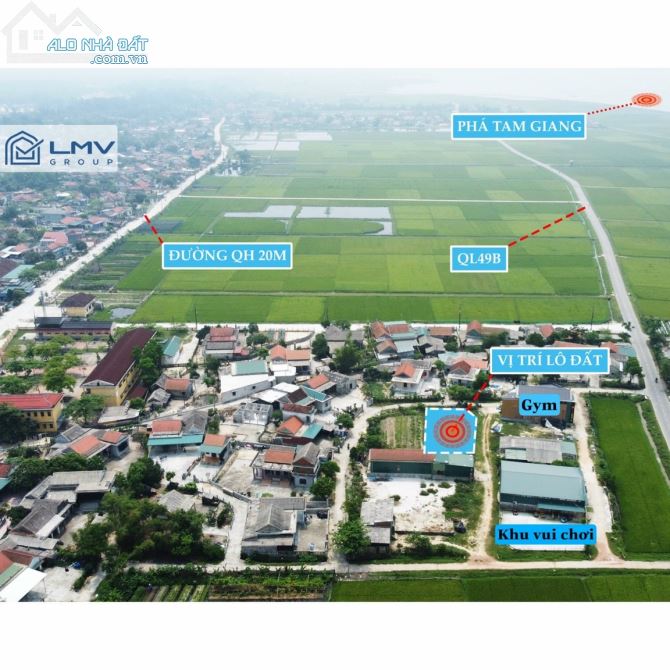 ALO NHÀ ĐẤT
.com.vn
LMV
GROUP
PHÁ TAM GIANG
ĐƯỜNG QH 20M
QL49B
VỊ TRÍ LÔ ĐẤT
Gym
Khu vui chơi